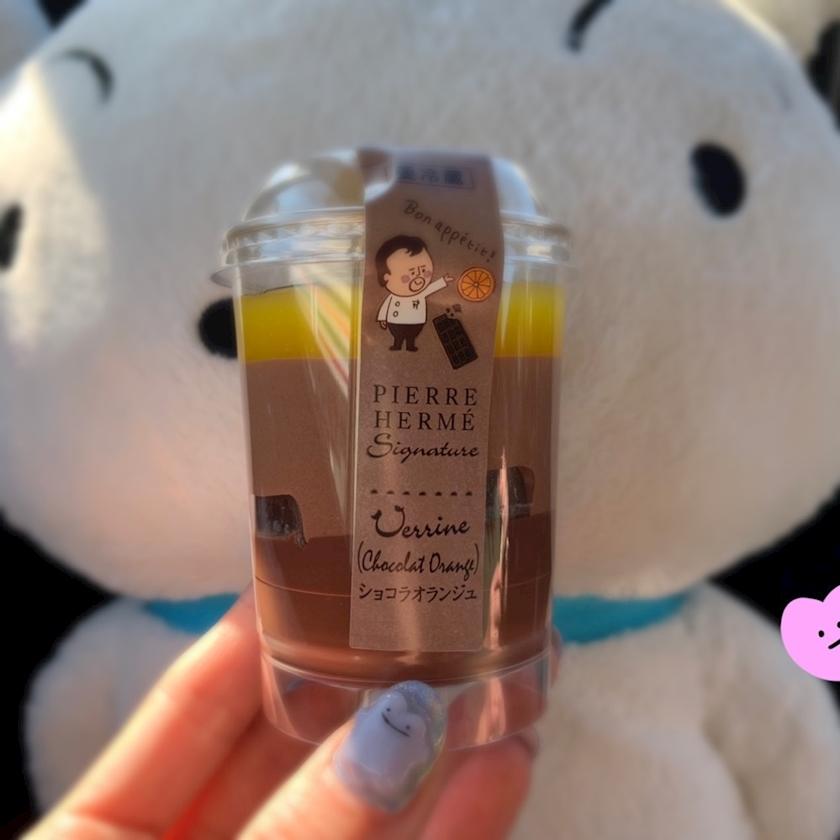 要冷蔵
Bon appétit!
PIERRE
HERMÉ
Signature
Verrine
(Chocolat Orange)
ショコラオランジュ